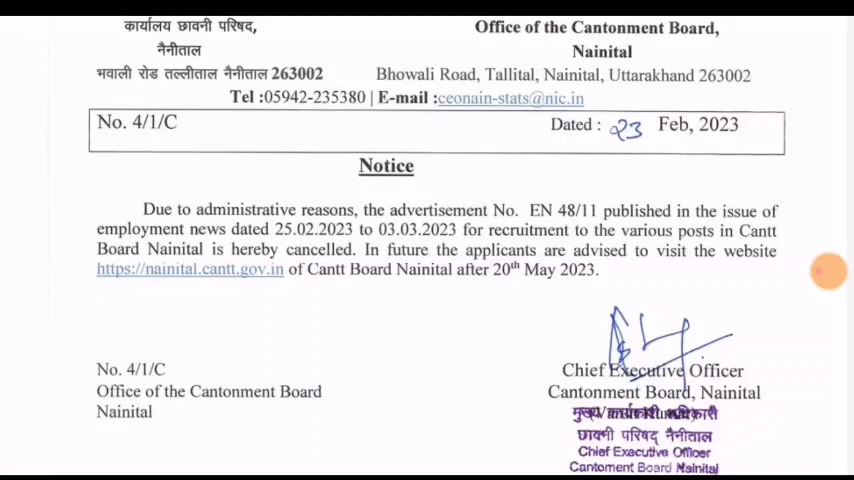 कार्यालय छावनी परिषद,
नैनीताल
भवाली रोड तल्लीताल नैनीताल 263002
Office of the Cantonment Board,
Nainital
Bhowali Road, Tallital, Nainital, Uttarakhand 263002
Tel :05942-235380 | E-mail :ceonain-stats@nic.in
No. 4/1/C
Dated : 23 Feb, 2023
Notice
Due to administrative reasons, the advertisement No. EN 48/11 published in the issue of
employment news dated 25.02.2023 to 03.03.2023 for recruitment to the various posts in Cantt
Board Nainital is hereby cancelled. In future the applicants are advised to visit the website
https://nainital.cantt.gov.in of Cantt Board Nainital after 20th May 2023.
No. 4/1/C
Office of the Cantonment Board
Nainital
Chief Executive Officer
Cantonment Board, Nainital
मुख्य कार्यकारी अधिकारी
छावनी परिषद् नैनीताल
Chief Executive Officer
Cantoment Board Nainital